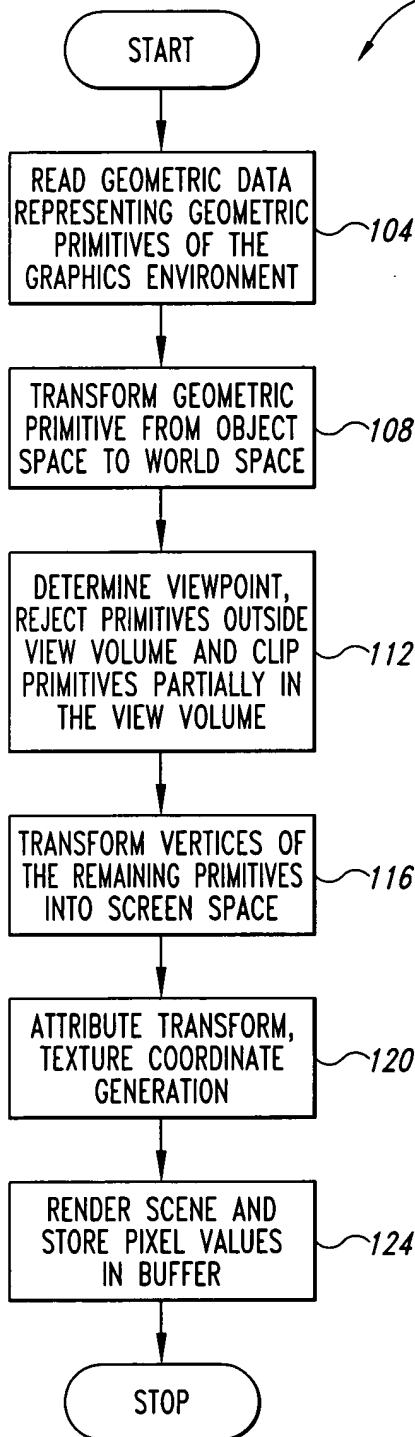 START
READ GEOMETRIC DATA
REPRESENTING GEOMETRIC
PRIMITIVES OF THE
GRAPHICS ENVIRONMENT
104
TRANSFORM GEOMETRIC
PRIMITIVE FROM OBJECT
SPACE TO WORLD SPACE
108
DETERMINE VIEWPOINT,
REJECT PRIMITIVES OUTSIDE
VIEW VOLUME AND CLIP
PRIMITIVES PARTIALLY IN
THE VIEW VOLUME
112
TRANSFORM VERTICES OF
THE REMAINING PRIMITIVES
INTO SCREEN SPACE
116
ATTRIBUTE TRANSFORM,
TEXTURE COORDINATE
GENERATION
120
RENDER SCENE AND
STORE PIXEL VALUES
IN BUFFER
124
STOP